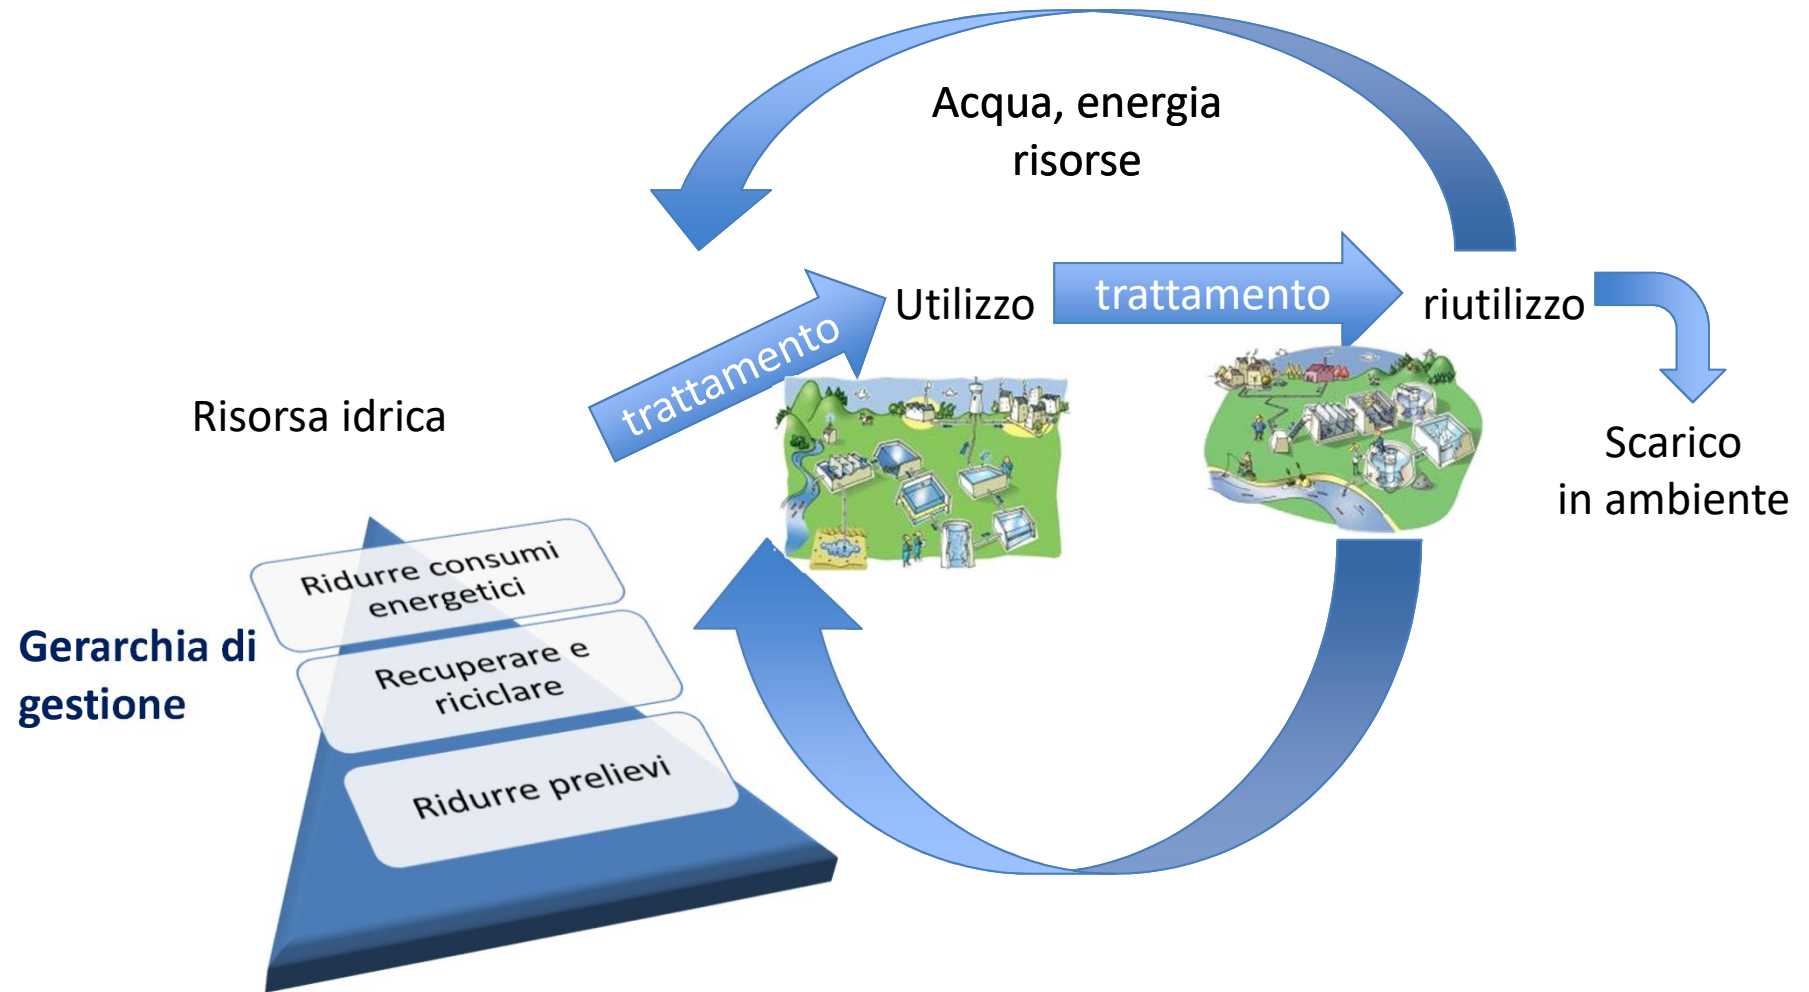 Acqua, energia
risorse
trattamento
Utilizzo
trattamento
riutilizzo
Risorsa idrica
Scarico
in ambiente
Gerarchia di
gestione
Ridurre consumi
energetici
Recuperare e
riciclare
Ridurre prelievi